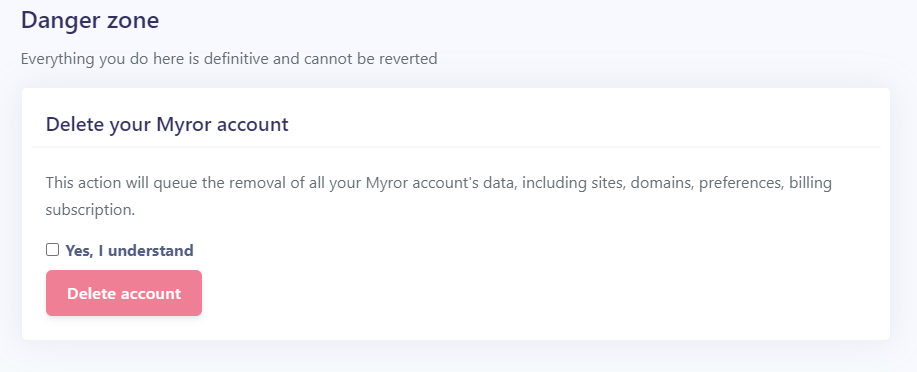 Danger zone
Everything you do here is definitive and cannot be reverted
Delete your Myror account
This action will queue the removal of all your Myror account's data, including sites, domains, preferences, billing
subscription.
Yes, I understand
Delete account